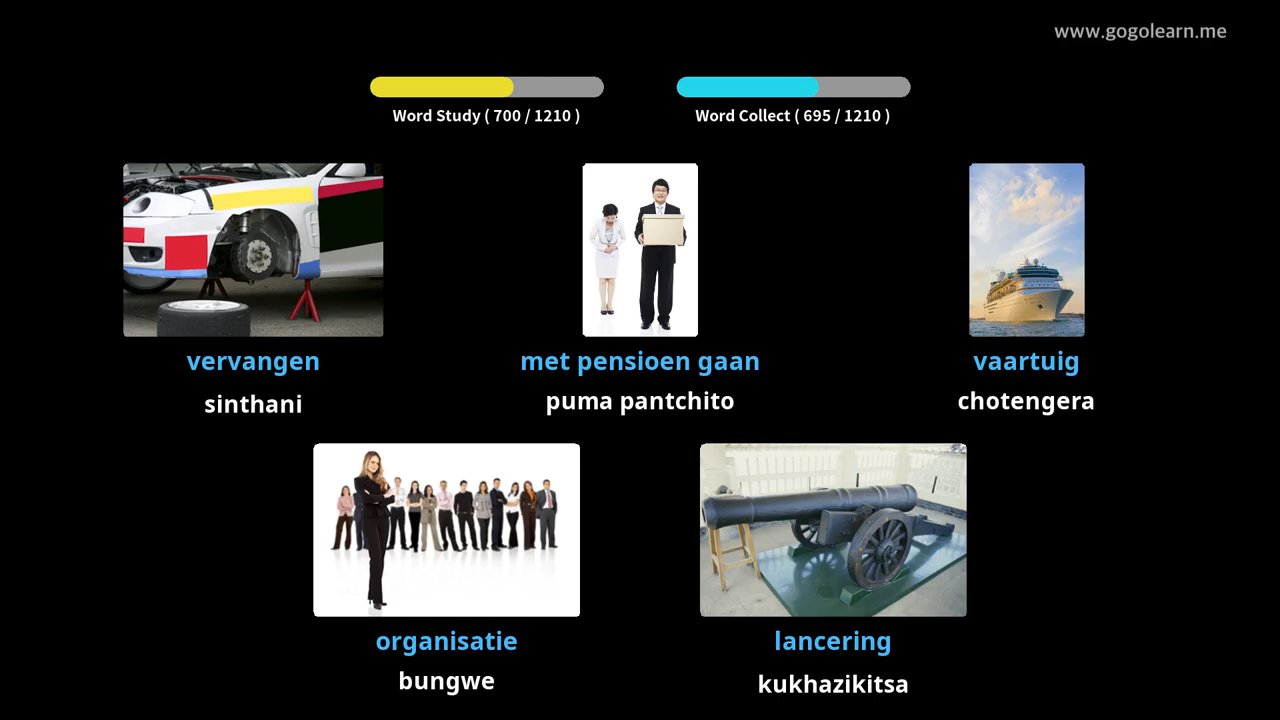 www.gogolearn.me
Word Study ( 700 / 1210 )
Word Collect ( 695 / 1210 )
vervangen
sinthani
met pensioen gaan
puma pantchito
vaartuig
chotengera
organisatie
bungwe
lancering
kukhazikitsa